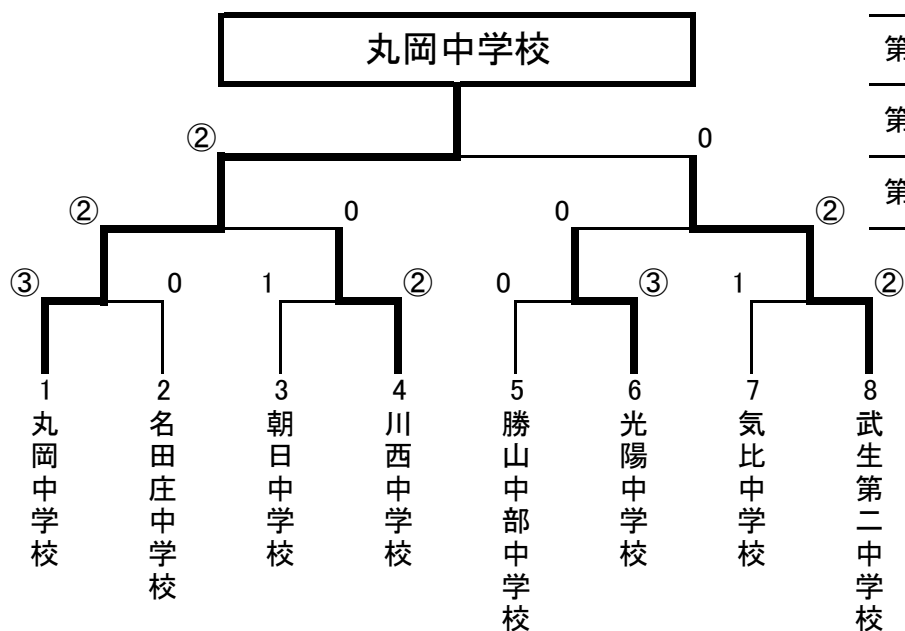 丸岡中学校
第
② 0
第
② 0 0 ②
第
③ 0 1 ② 0 ③ 1 ②
1 2 3 4 5 6 7 8
丸岡中学校
名田庄中学校
朝日中学校
川西中学校
勝山中部中学校
光陽中学校
気比中学校
武生第二中学校